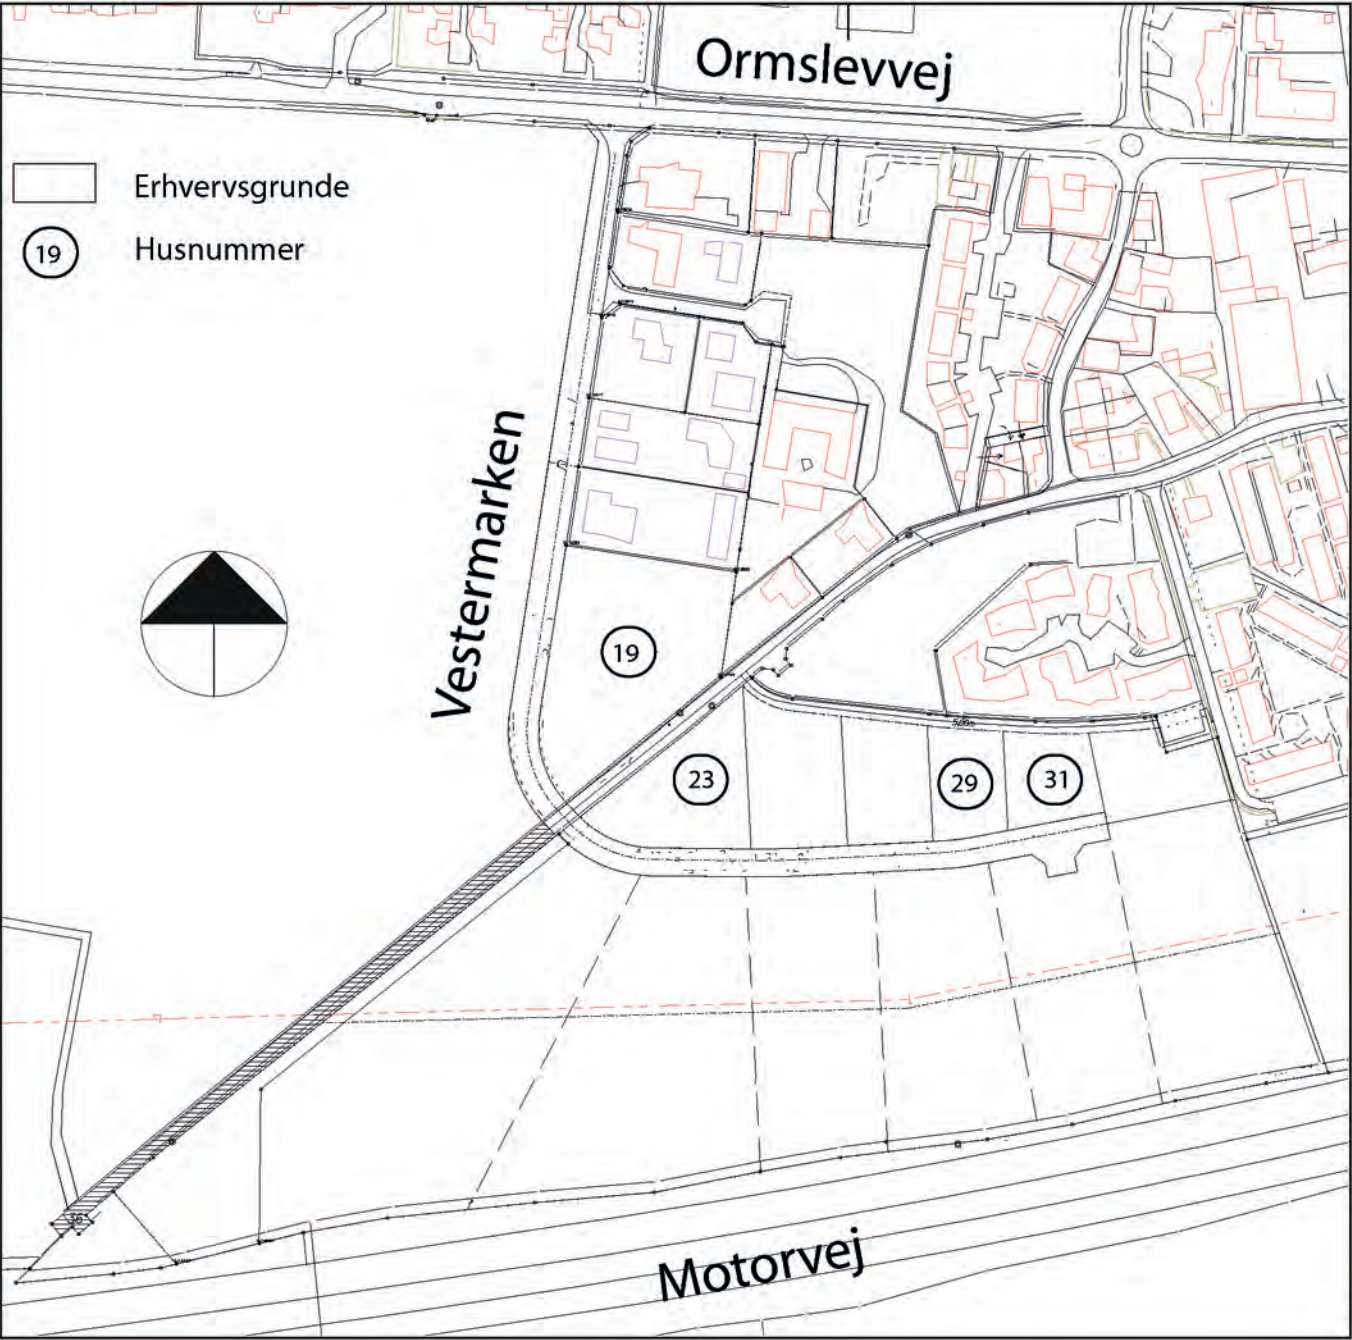 Ormslevvej
Erhvervsgrunde
19 Husnummer
Vestermarken
19
23
29
31
Motorvej